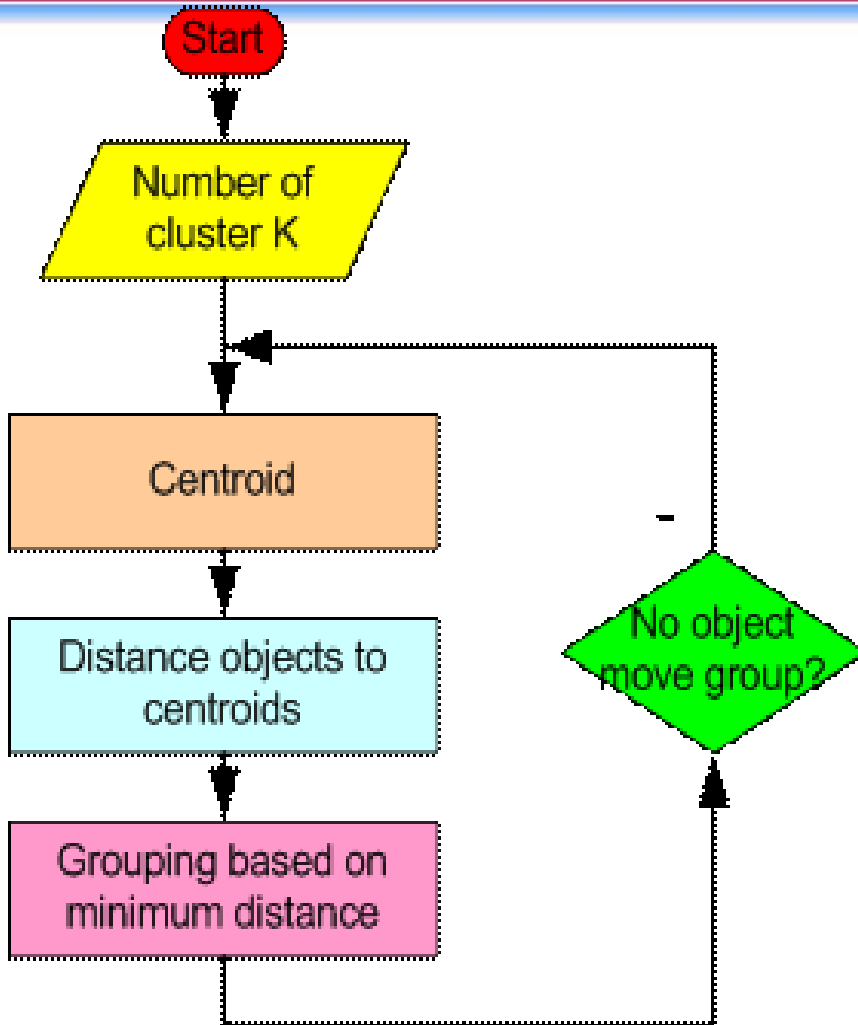 Start
Number of
cluster K
Centroid
-
No object
move group?
Distance objects to
centroids
Grouping based on
minimum distance